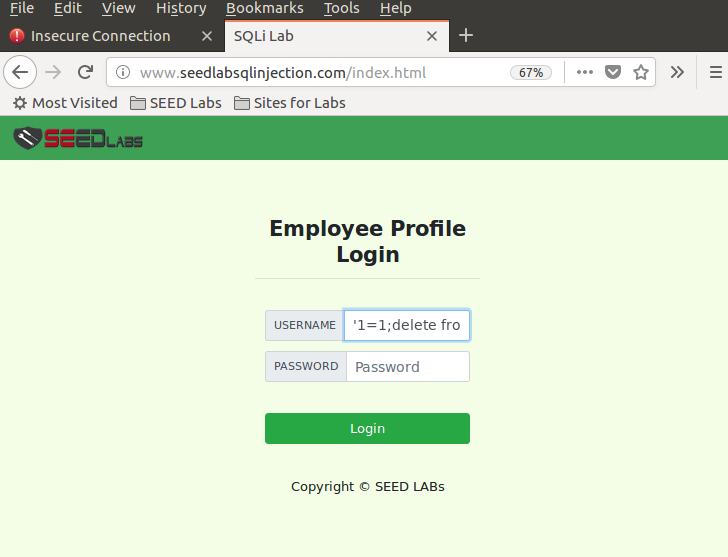 File Edit View History Bookmarks Tools Help
Insecure Connection
SQLi Lab
www.seedlabsqlinjection.com/index.html
67%
Most Visited SEED Labs Sites for Labs
SEEDLABS
Employee Profile
Login
USERNAME '1=1;delete fro
PASSWORD Password
Login
Copyright © SEED LABs